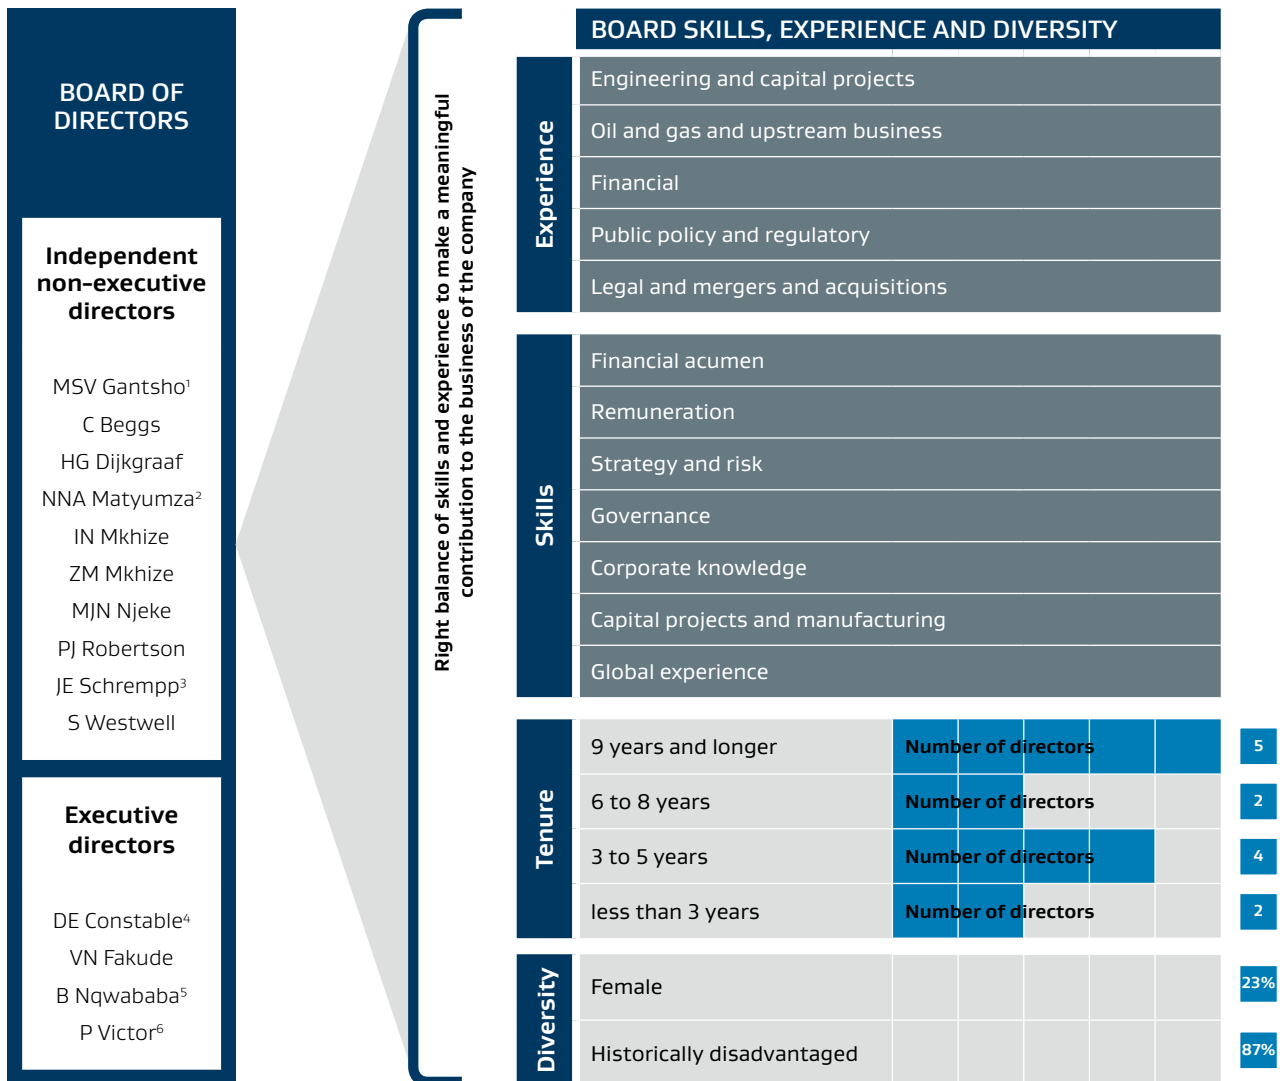 BOARD OF
DIRECTORS
Independent
non-executive
directors
MSV Gantsho¹
C Beggs
HG Dijkgraaf
NNA Matyumza²
IN Mkhize
ZM Mkhize
MJN Njeke
PJ Robertson
JE Schrempp³
S Westwell
Executive
directors
DE Constable⁴
VN Fakude
B Nqwababa⁵
P Victor⁶
Right balance of skills and experience to make a meaningful
contribution to the business of the company
BOARD SKILLS, EXPERIENCE AND DIVERSITY
Experience
Engineering and capital projects
Oil and gas and upstream business
Financial
Public policy and regulatory
Legal and mergers and acquisitions
Skills
Financial acumen
Remuneration
Strategy and risk
Governance
Corporate knowledge
Capital projects and manufacturing
Global experience
Tenure
9 years and longer Number of directors 5
6 to 8 years Number of directors 2
3 to 5 years Number of directors 4
less than 3 years Number of directors 2
Diversity
Female 23%
Historically disadvantaged 87%